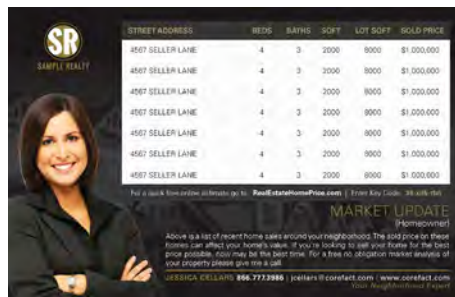 SR
SAMPLE REALTY
STREET ADDRESS BEDS BATHS SQFT LOT SQFT SOLD PRICE
4567 SELLER LANE 4 3 2000 8000 $1,000,000
4567 SELLER LANE 4 3 2000 8000 $1,000,000
4567 SELLER LANE 4 3 2000 8000 $1,000,000
4567 SELLER LANE 4 3 2000 8000 $1,000,000
4567 SELLER LANE 4 3 2000 8000 $1,000,000
4567 SELLER LANE 4 3 2000 8000 $1,000,000
4567 SELLER LANE 4 3 2000 8000 $1,000,000
For a quick free online estimate go to: RealEstateHomePrice.com | Enter Key Code:
MARKET UPDATE
[Homeowner]
Above is a list of recent home sales around your neighborhood. The sold price on these
homes can affect your home's value. If you're looking to sell your home for the best
price possible, now may be the best time. For a free no obligation market analysis of
your property please give me a call.
JESSICA CELLARS 866.777.3986 | jcellars@corefact.com | www.corefact.com
Your Neighborhood Expert